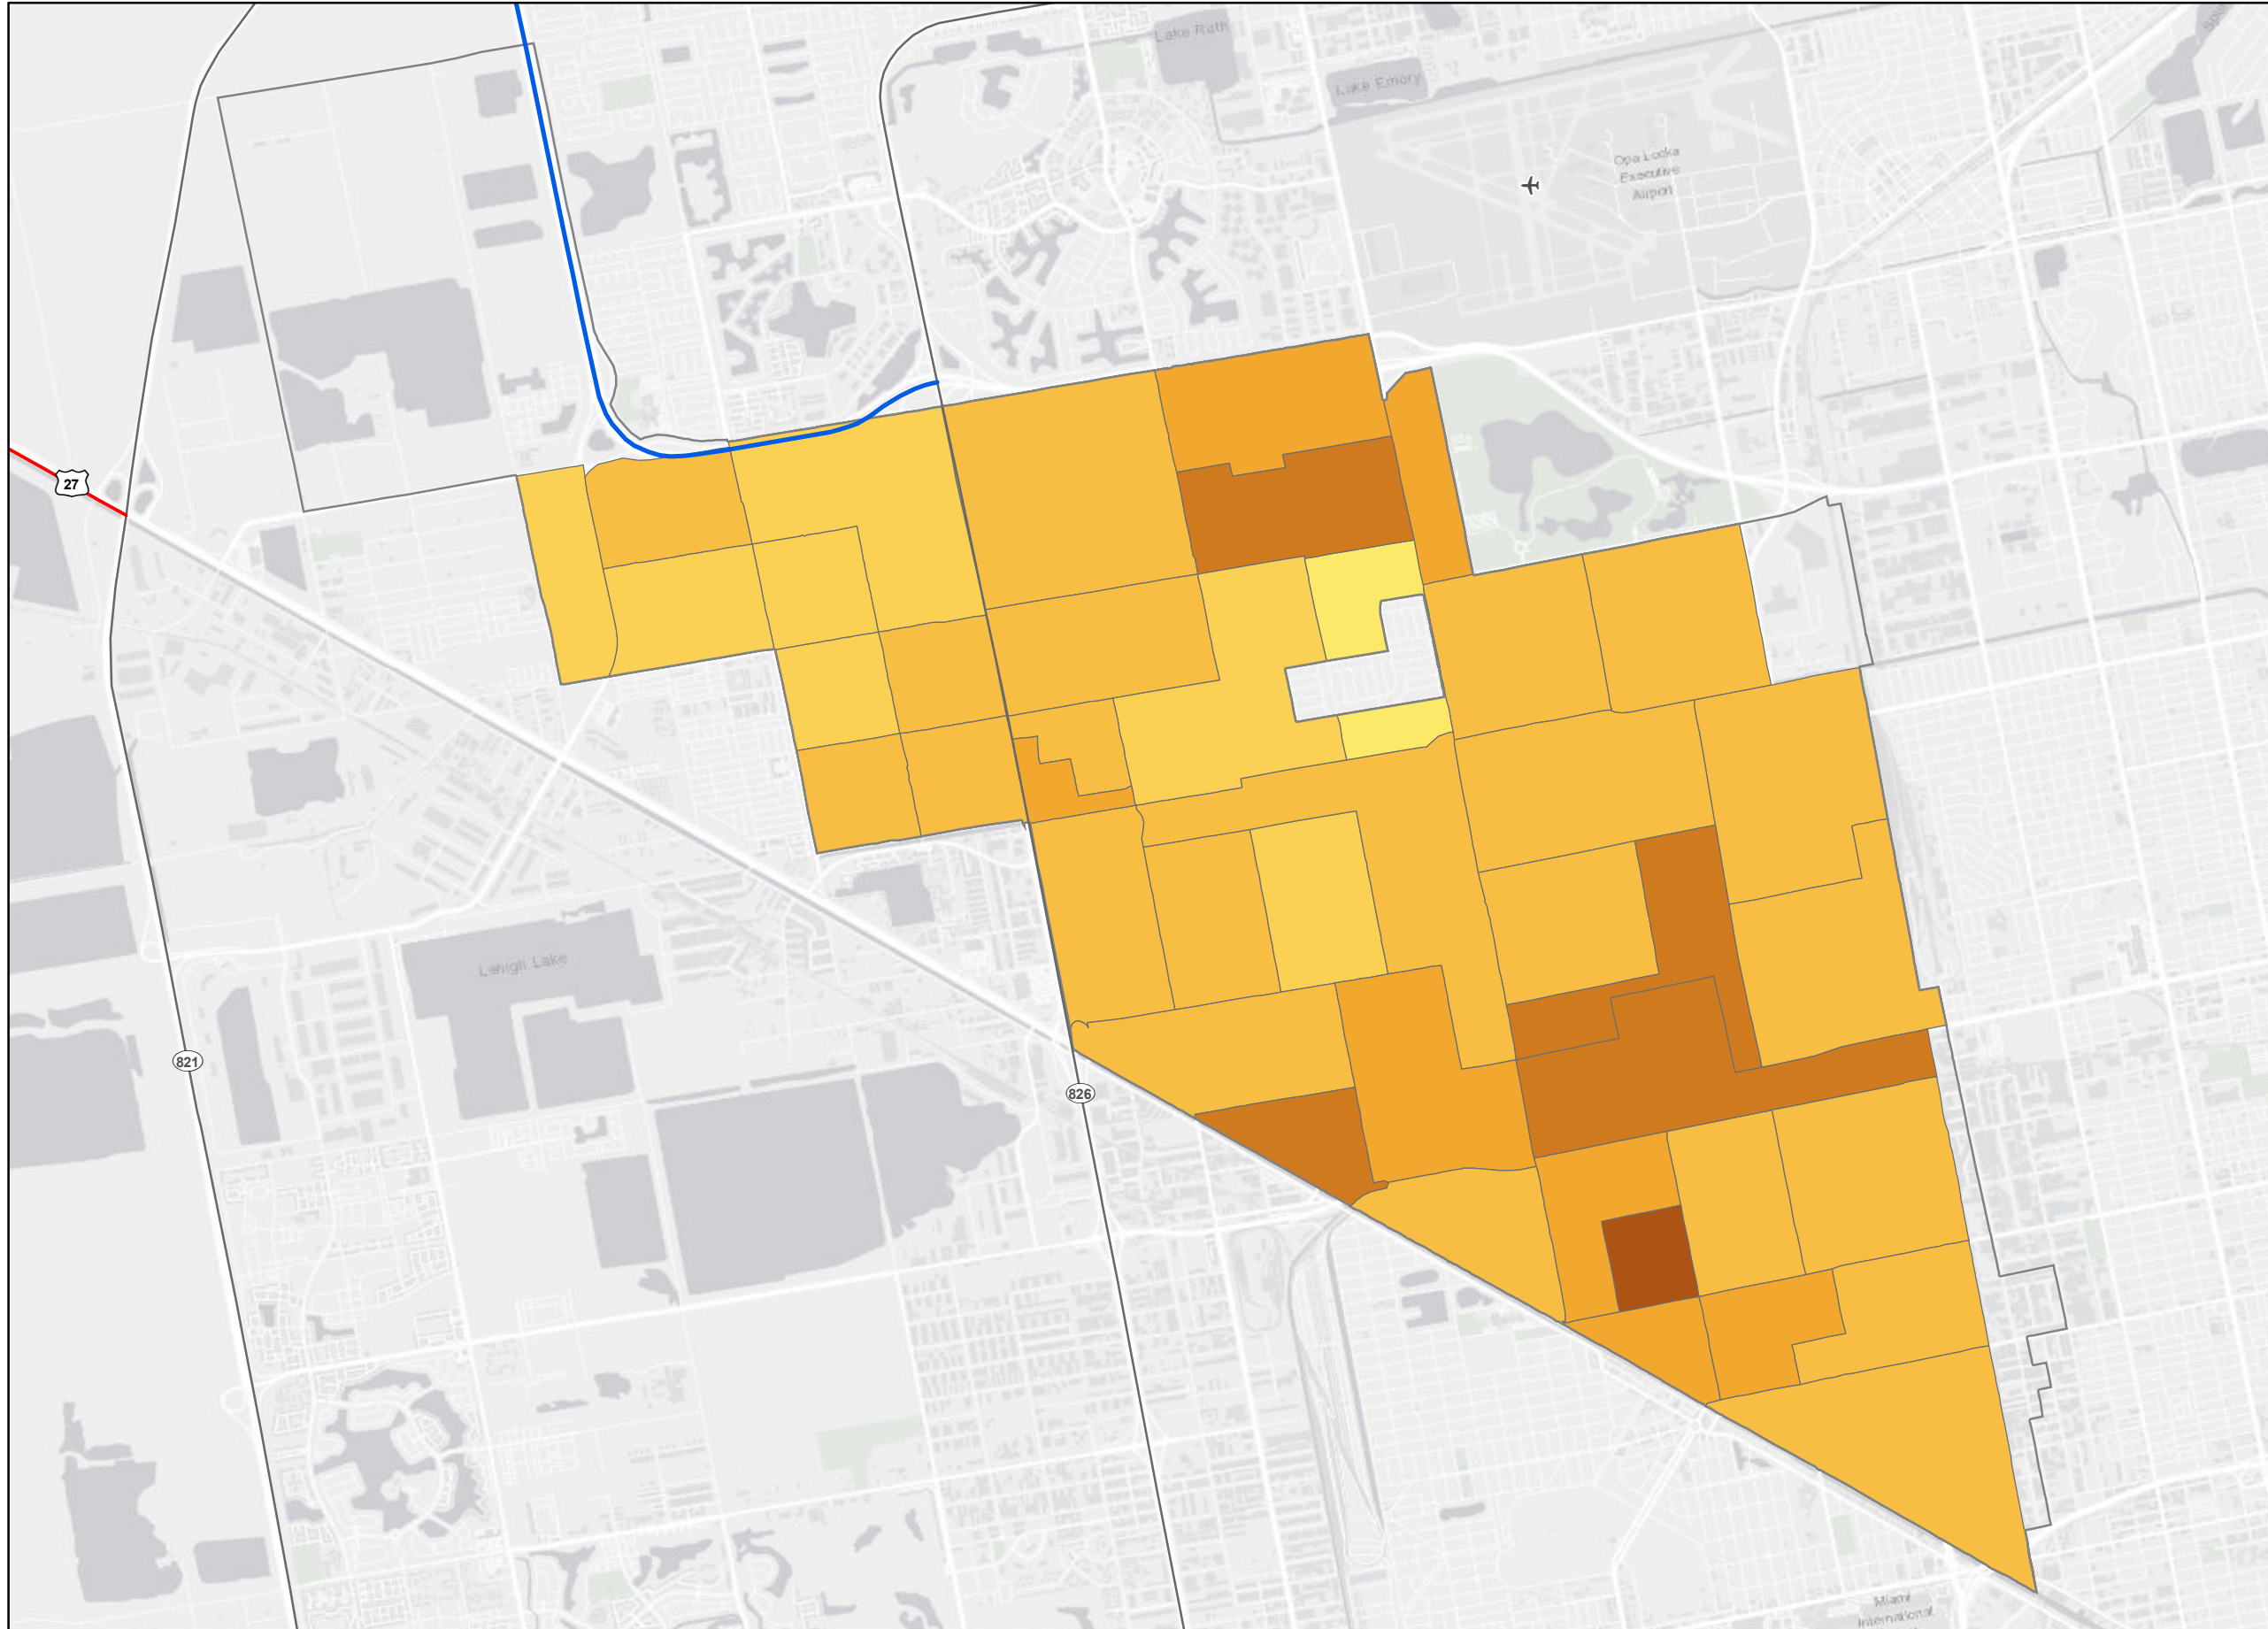 Lake Ruth
Lake Emory
Opa Locka
Executive
Airport
27
Lehigh Lake
821
826
Miami
International